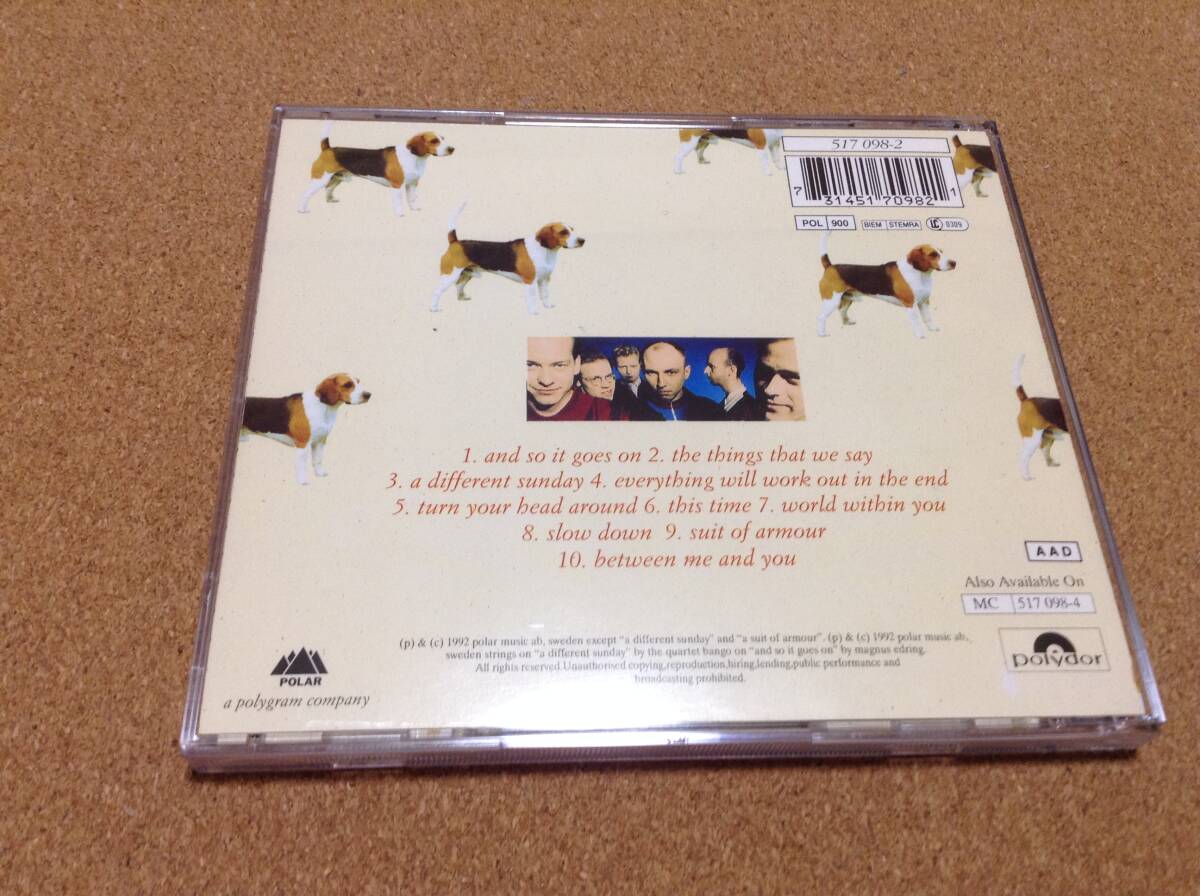 517 098-2
7 31451 70982 1
POL 900 BIEM STEMRA LC 0309
1. and so it goes on 2. the things that we say
3. a different sunday 4. everything will work out in the end
5. turn your head around 6. this time 7. world within you
8. slow down 9. suit of armour
10. between me and you
AAD
Also Available On
MC 517 098-4
(p) & (c) 1992 polar music ab, sweden except "a different sunday" and "a suit of armour". (p) & (c) 1992 polar music ab,
sweden strings on "a different sunday" by the quartet bango on "and so it goes on" by magnus edring.
All rights reserved.Unauthorised copying,reproduction,hiring,lending,public performance and
broadcasting prohibited.
POLAR
a polygram company
polydor